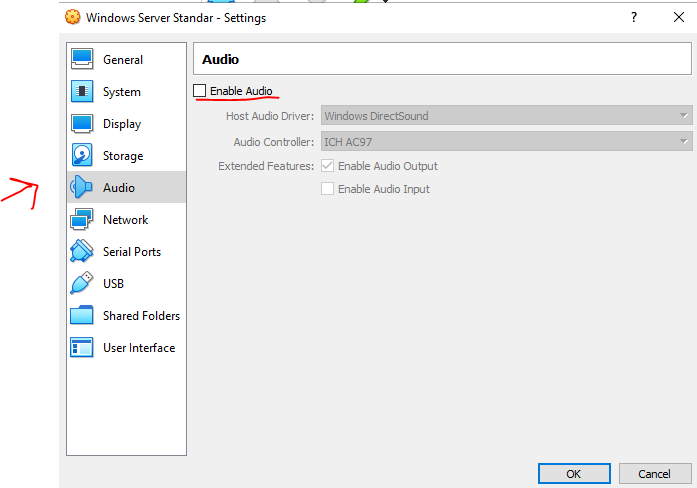 Windows Server Standar - Settings
?
General
System
Display
Storage
Audio
Network
Serial Ports
USB
Shared Folders
User Interface
Audio
Enable Audio
Host Audio Driver: Windows DirectSound
Audio Controller: ICH AC97
Extended Features: Enable Audio Output
Enable Audio Input
OK Cancel